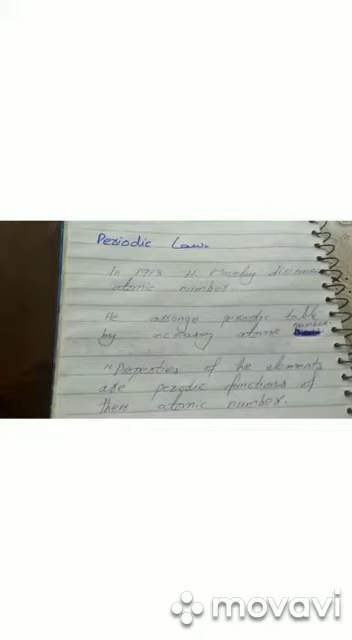 Periodic Law.
In 1913 H. Mosely discover
atomic number.
He arrange periodic table
by increasing atomic number.
"Properties of the elements
are periodic functions of
their atomic number.
movavi